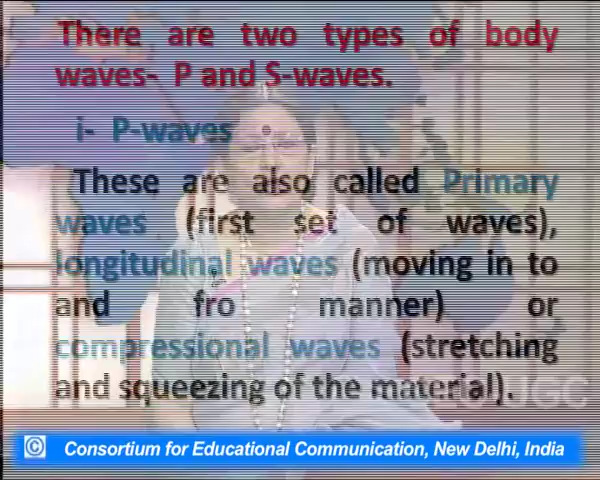 There are two types of body
waves- P and S-waves.
i- P-waves
These are also called Primary
waves (first set of waves),
longitudinal waves (moving in to
and fro manner) or
compressional waves (stretching
and squeezing of the material).
UGC
© Consortium for Educational Communication, New Delhi, India